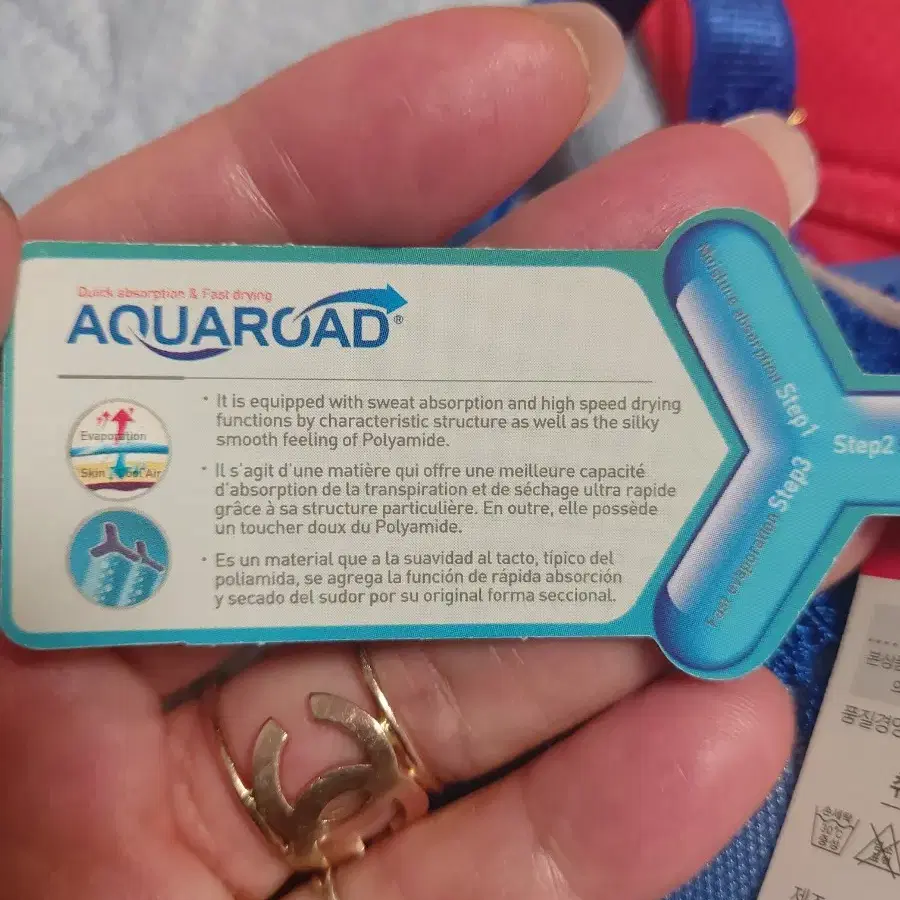 Quick absorption & Fast drying
AQUAROAD®
• It is equipped with sweat absorption and high speed drying
functions by characteristic structure as well as the silky
smooth feeling of Polyamide.
• Il s'agit d'une matière qui offre une meilleure capacité
d'absorption de la transpiration et de séchage ultra rapide
grâce à sa structure particulière. En outre, elle possède
un toucher doux du Polyamide.
• Es un material que a la suavidad al tacto, típico del
poliamida, se agrega la función de rápida absorción
y secado del sudor por su original forma seccional.
Evaporation
Skin
Air
Moisture absorption Step1
Step2
Fast evaporation Step3
품질경영